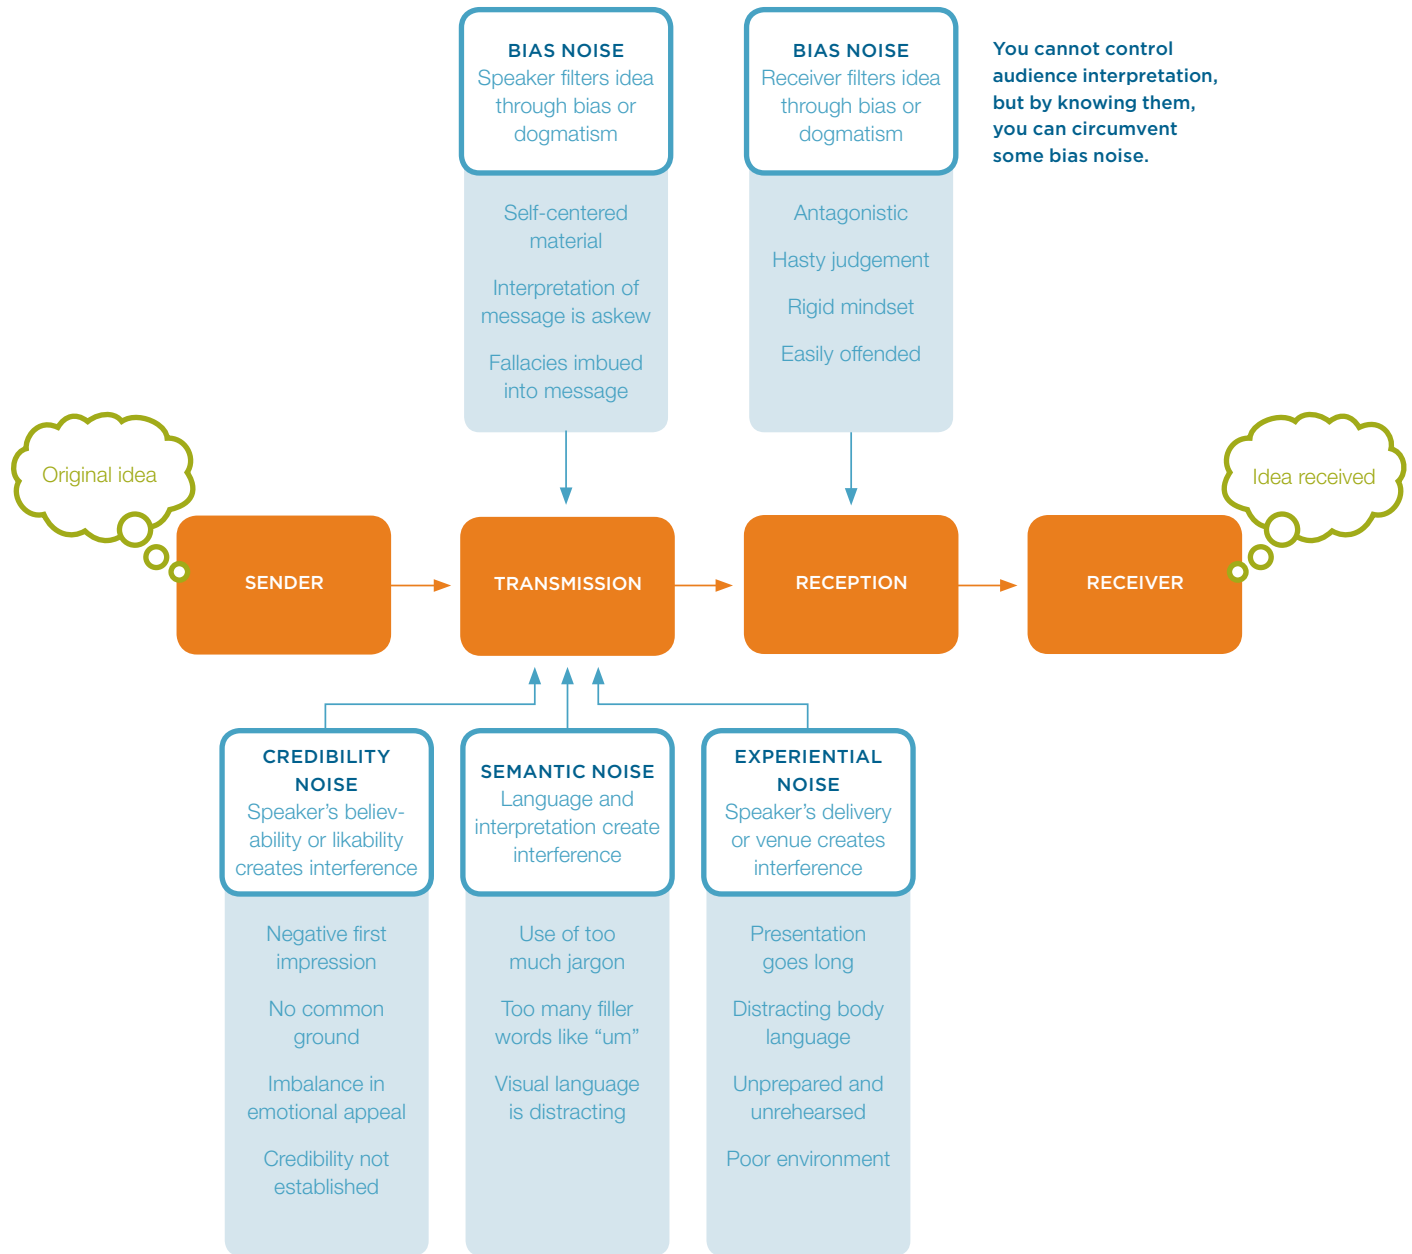 BIAS NOISE
Speaker filters idea
through bias or
dogmatism
Self-centered
material
Interpretation of
message is askew
Fallacies imbued
into message
BIAS NOISE
Receiver filters idea
through bias or
dogmatism
Antagonistic
Hasty judgement
Rigid mindset
Easily offended
You cannot control
audience interpretation,
but by knowing them,
you can circumvent
some bias noise.
Original idea
Idea received
SENDER
TRANSMISSION
RECEPTION
RECEIVER
CREDIBILITY
NOISE
Speaker’s believ-
ability or likability
creates interference
Negative first
impression
No common
ground
Imbalance in
emotional appeal
Credibility not
established
SEMANTIC NOISE
Language and
interpretation create
interference
Use of too
much jargon
Too many filler
words like “um”
Visual language
is distracting
EXPERIENTIAL
NOISE
Speaker’s delivery
or venue creates
interference
Presentation
goes long
Distracting body
language
Unprepared and
unrehearsed
Poor environment